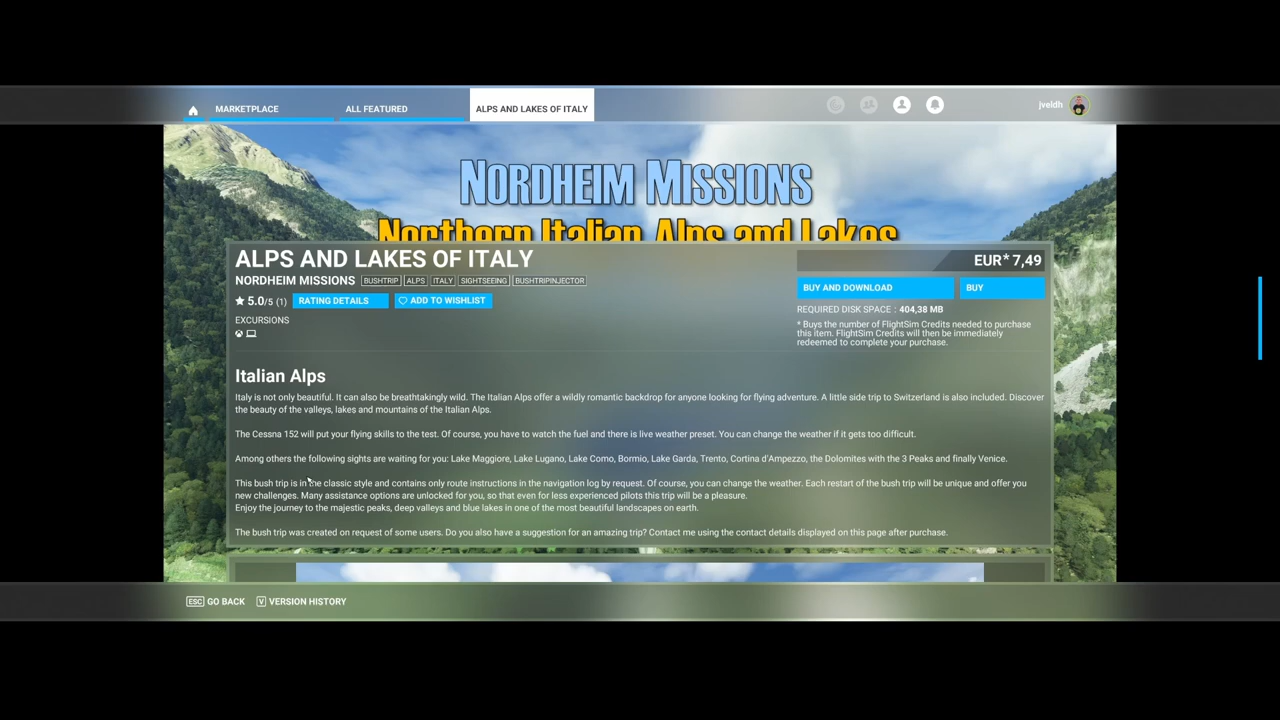 MARKETPLACE
ALL FEATURED
ALPS AND LAKES OF ITALY
jveldh
NORDHEIM MISSIONS
Northern Italian Alps and Lakes
ALPS AND LAKES OF ITALY
EUR* 7,49
NORDHEIM MISSIONS BUSHTRIP ALPS ITALY SIGHTSEEING BUSHTRIPINJECTOR
BUY AND DOWNLOAD
BUY
5.0/5 (1) RATING DETAILS ADD TO WISHLIST
REQUIRED DISK SPACE : 404,38 MB
EXCURSIONS
* Buys the number of FlightSim Credits needed to purchase
this item. FlightSim Credits will then be immediately
redeemed to complete your purchase.
Italian Alps
Italy is not only beautiful. It can also be breathtakingly wild. The Italian Alps offer a wildly romantic backdrop for anyone looking for flying adventure. A little side trip to Switzerland is also included. Discover
the beauty of the valleys, lakes and mountains of the Italian Alps.
The Cessna 152 will put your flying skills to the test. Of course, you have to watch the fuel and there is live weather preset. You can change the weather if it gets too difficult.
Among others the following sights are waiting for you: Lake Maggiore, Lake Lugano, Lake Como, Bormio, Lake Garda, Trento, Cortina d'Ampezzo, the Dolomites with the 3 Peaks and finally Venice.
This bush trip is in the classic style and contains only route instructions in the navigation log by request. Of course, you can change the weather. Each restart of the bush trip will be unique and offer you
new challenges. Many assistance options are unlocked for you, so that even for less experienced pilots this trip will be a pleasure.
Enjoy the journey to the majestic peaks, deep valleys and blue lakes in one of the most beautiful landscapes on earth.
The bush trip was created on request of some users. Do you also have a suggestion for an amazing trip? Contact me using the contact details displayed on this page after purchase.
ESC GO BACK V VERSION HISTORY